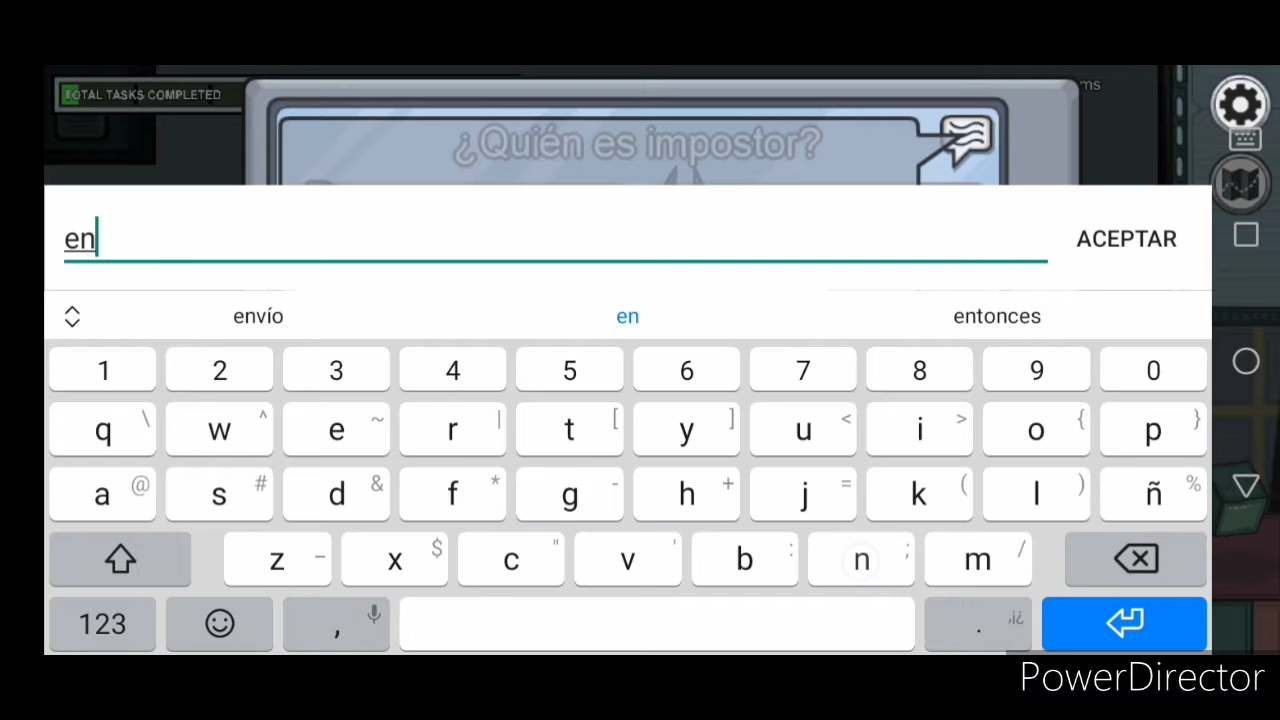 TOTAL TASKS COMPLETED
ms
¿Quién es impostor?
en
ACEPTAR
envío en entonces
1 2 3 4 5 6 7 8 9 0
q \ w ^ e ~ r | t [ y ] u < i > o { p }
a @ s # d & f * g - h + j = k ( l ) ñ %
z _ x $ c " v ' b : n ; m /
123 , . ,¡¿
PowerDirector